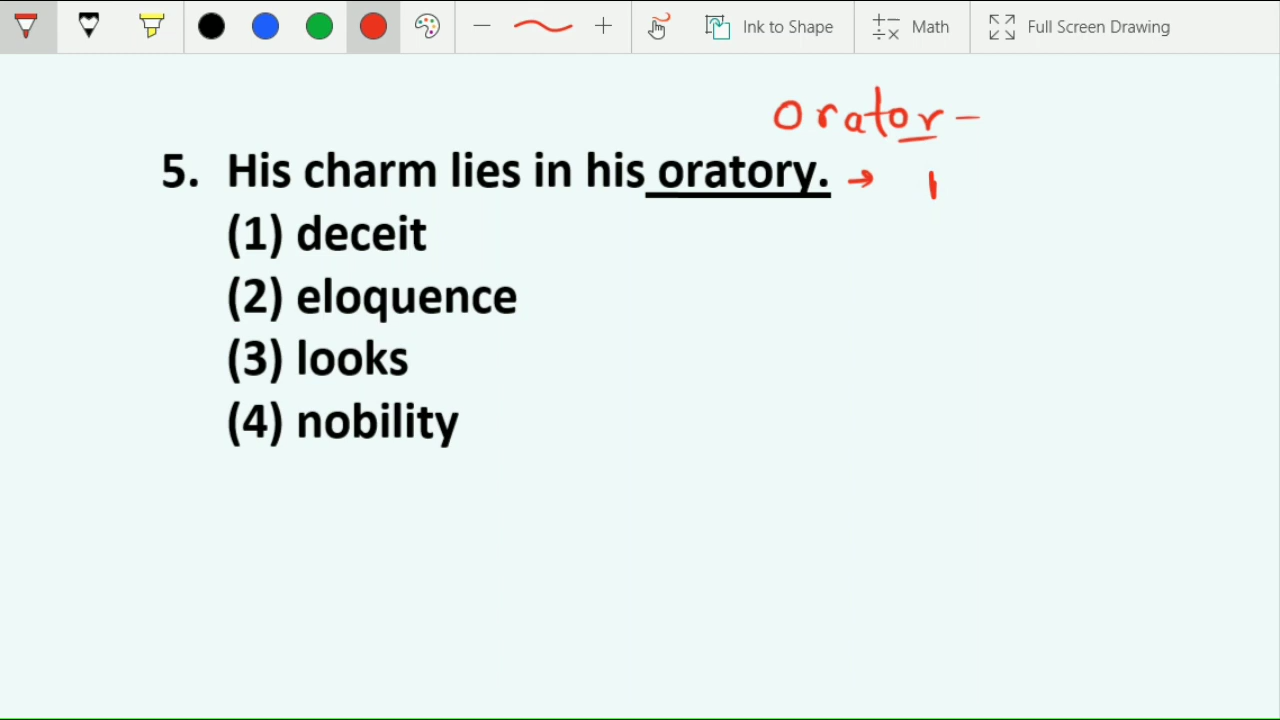 Ink to Shape Math Full Screen Drawing
orator -
5. His charm lies in his oratory. →
(1) deceit
(2) eloquence
(3) looks
(4) nobility